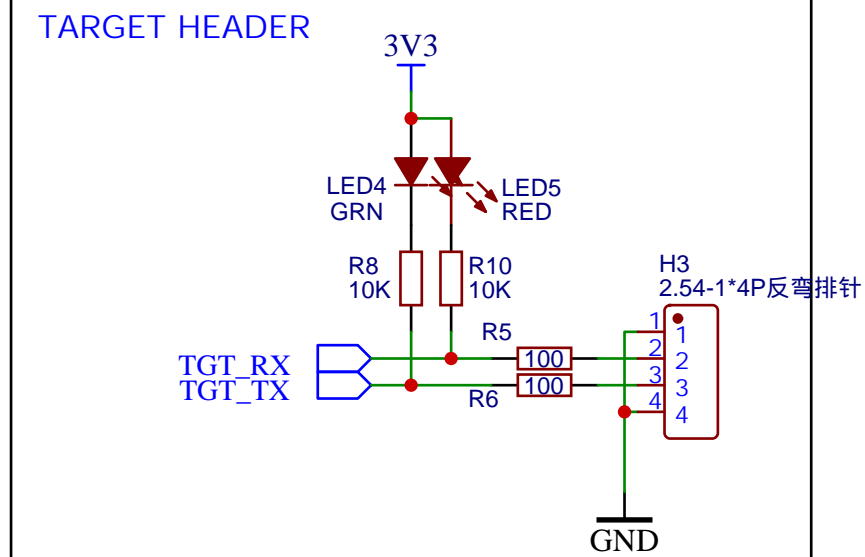 TARGET HEADER
3V3
LED4
GRN
LED5
RED
R8
10K
R10
10K
H3
2.54-1*4P反弯排针
R5
100
R6
100
TGT_RX
TGT_TX
1
1
2
2
3
3
4
4
GND